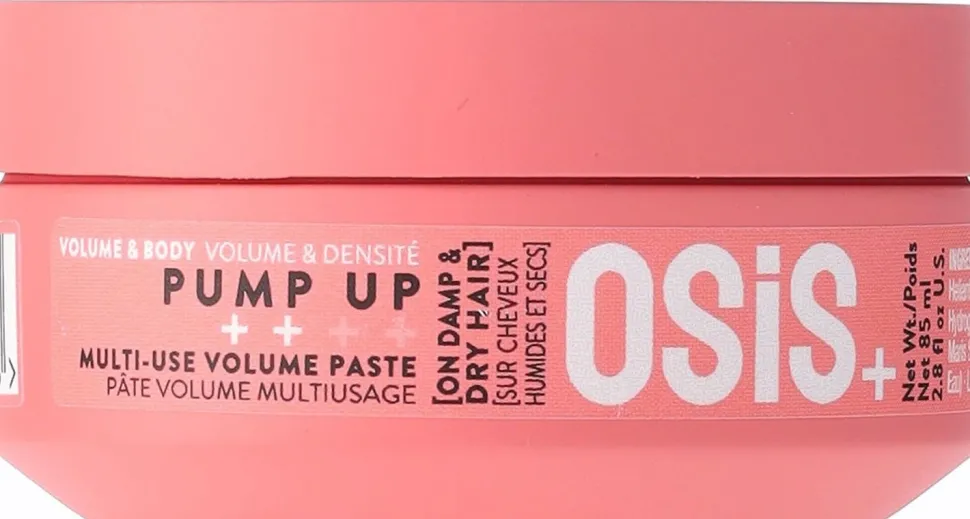 VOLUME & BODY VOLUME & DENSITÉ
PUMP UP
++++
MULTI-USE VOLUME PASTE
PÂTE VOLUME MULTIUSAGE
[ON DAMP &
DRY HAIR]
[SUR CHEVEUX
HUMIDES ET SECS]
OSiS+
Net Wt./Poids
Net 85 ml
2.8 fl oz U.S.